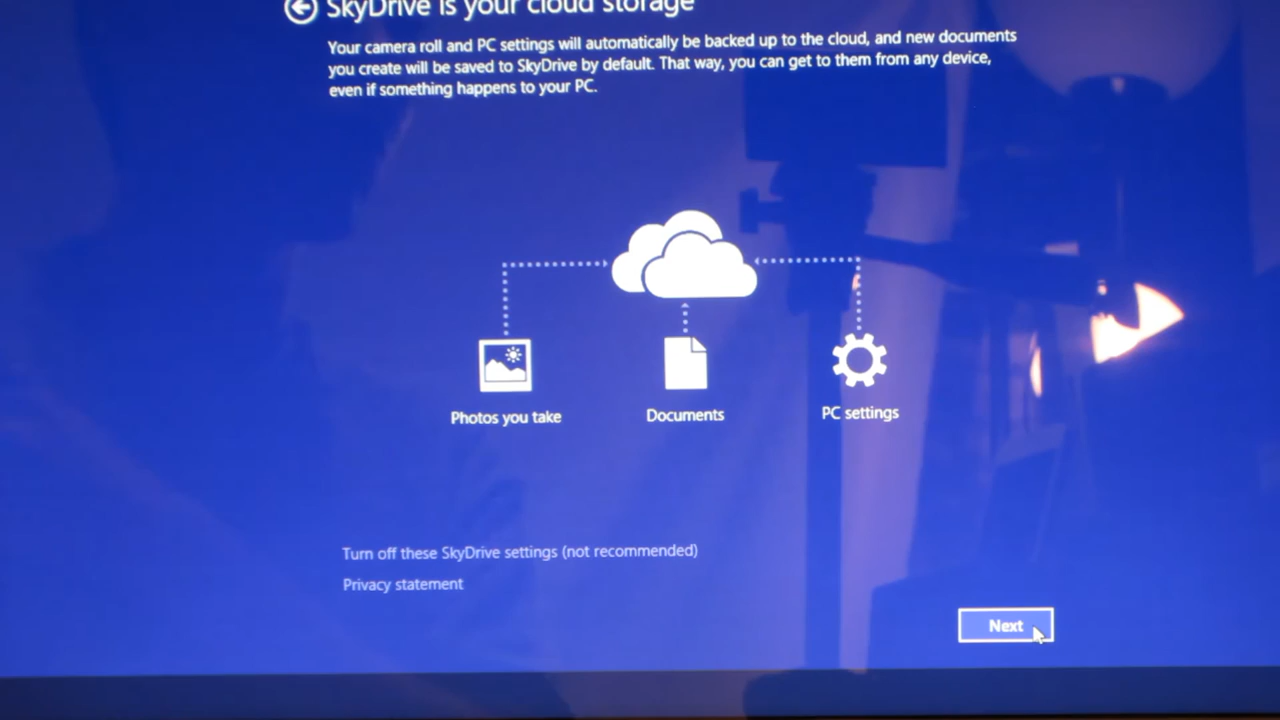 SkyDrive is your cloud storage
Your camera roll and PC settings will automatically be backed up to the cloud, and new documents
you create will be saved to SkyDrive by default. That way, you can get to them from any device,
even if something happens to your PC.
Photos you take
Documents
PC settings
Turn off these SkyDrive settings (not recommended)
Privacy statement
Next